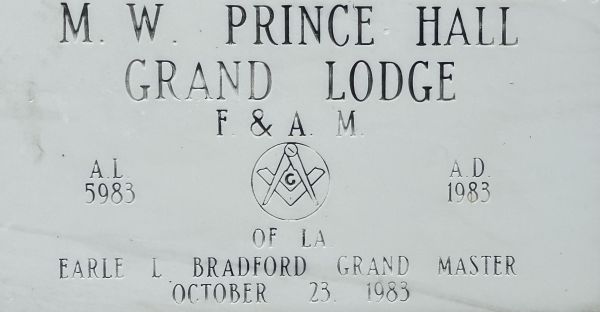 M. W. PRINCE HALL
GRAND LODGE
F. & A. M.
A.L. A.D.
5983 G 1983
OF LA
EARLE L. BRADFORD GRAND MASTER
OCTOBER 23, 1983